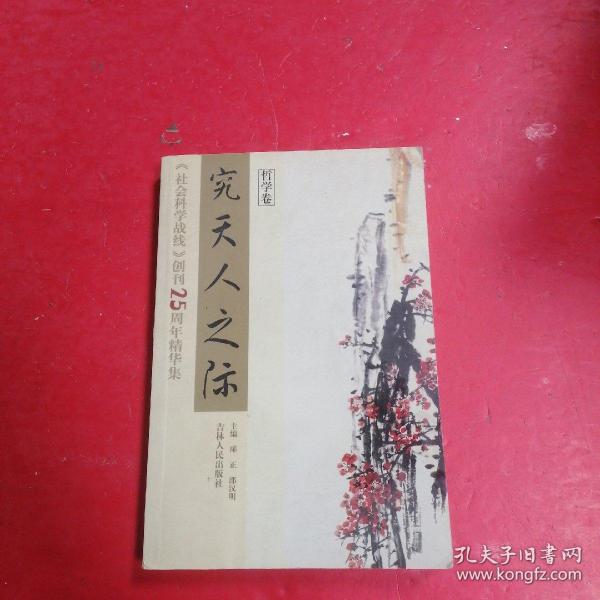 《社会科学战线》创刊25周年精华集
究天人之际
哲学卷
主编 邴正 邵汉明
吉林人民出版社
孔夫子旧书网
www.kongfz.com